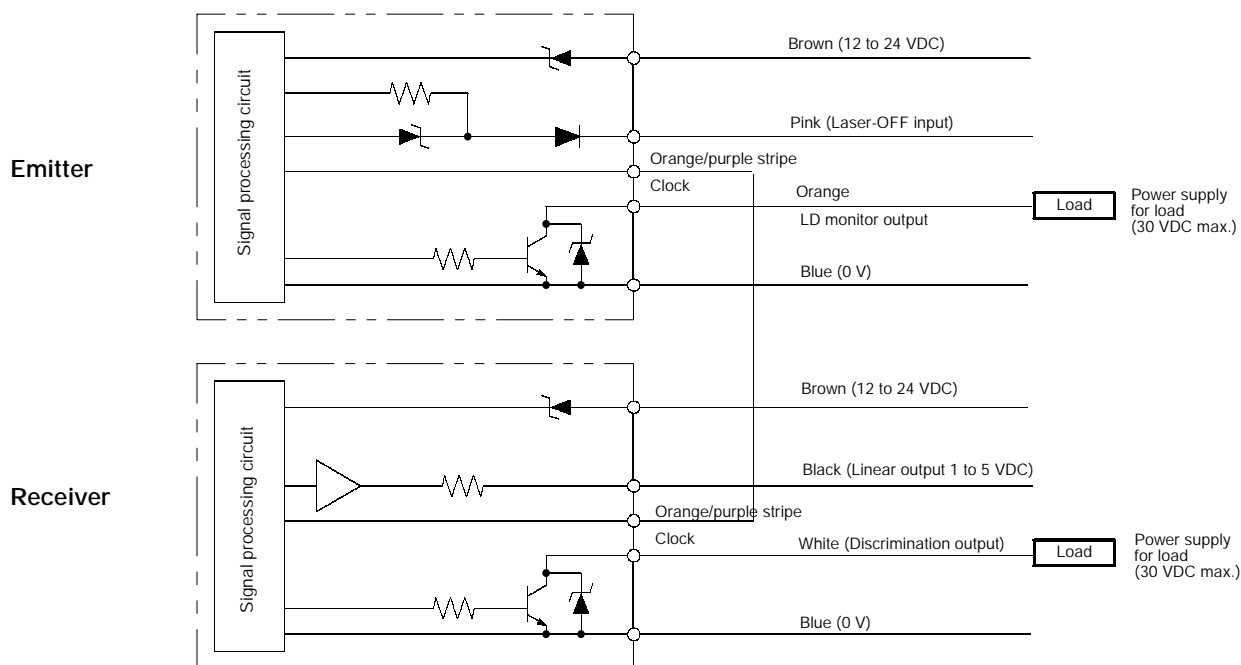 Emitter
Signal processing circuit
Brown (12 to 24 VDC)
Pink (Laser-OFF input)
Orange/purple stripe
Clock
Orange
LD monitor output
Load
Power supply
for load
(30 VDC max.)
Blue (0 V)
Receiver
Signal processing circuit
Brown (12 to 24 VDC)
Black (Linear output 1 to 5 VDC)
Orange/purple stripe
Clock
White (Discrimination output)
Load
Power supply
for load
(30 VDC max.)
Blue (0 V)